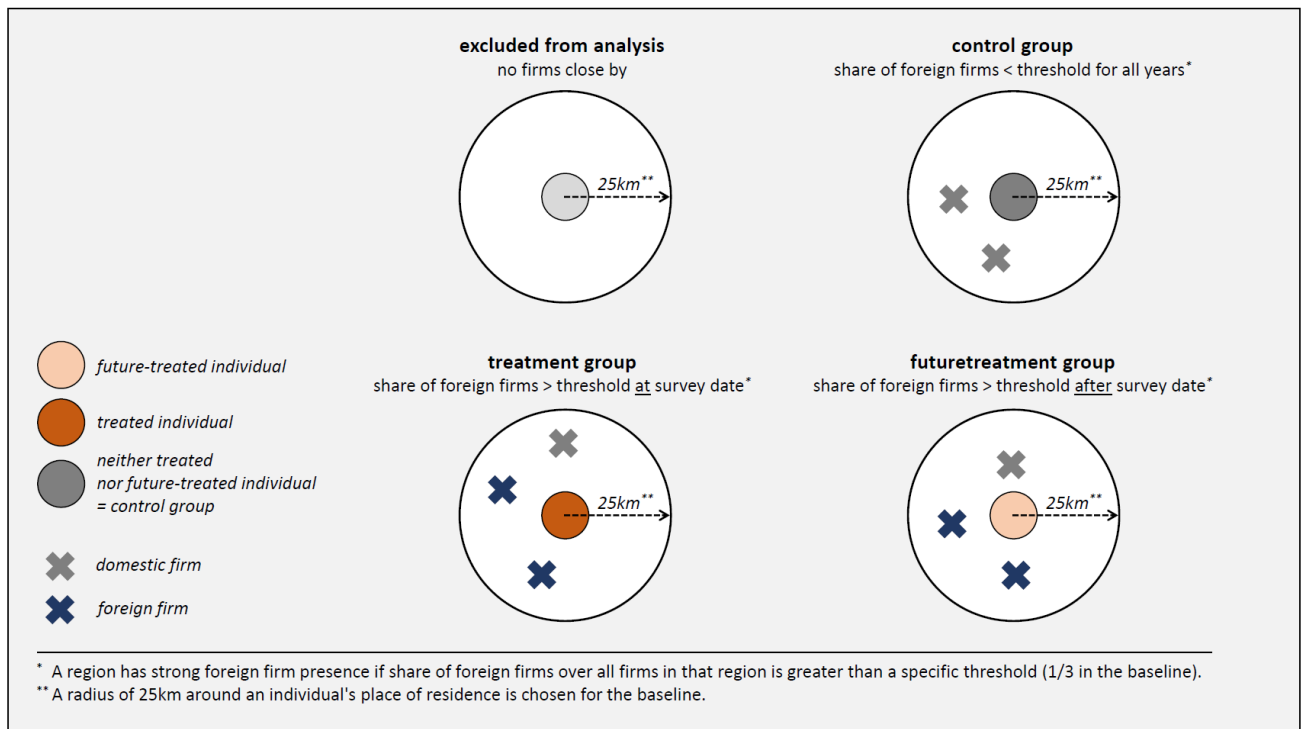 excluded from analysis
no firms close by
25km**
control group
share of foreign firms < threshold for all years*
25km**
future-treated individual
treated individual
neither treated
nor future-treated individual
= control group
domestic firm
foreign firm
treatment group
share of foreign firms > threshold at survey date*
25km**
futuretreatment group
share of foreign firms > threshold after survey date*
25km**
* A region has strong foreign firm presence if share of foreign firms over all firms in that region is greater than a specific threshold (1/3 in the baseline).
** A radius of 25km around an individual's place of residence is chosen for the baseline.